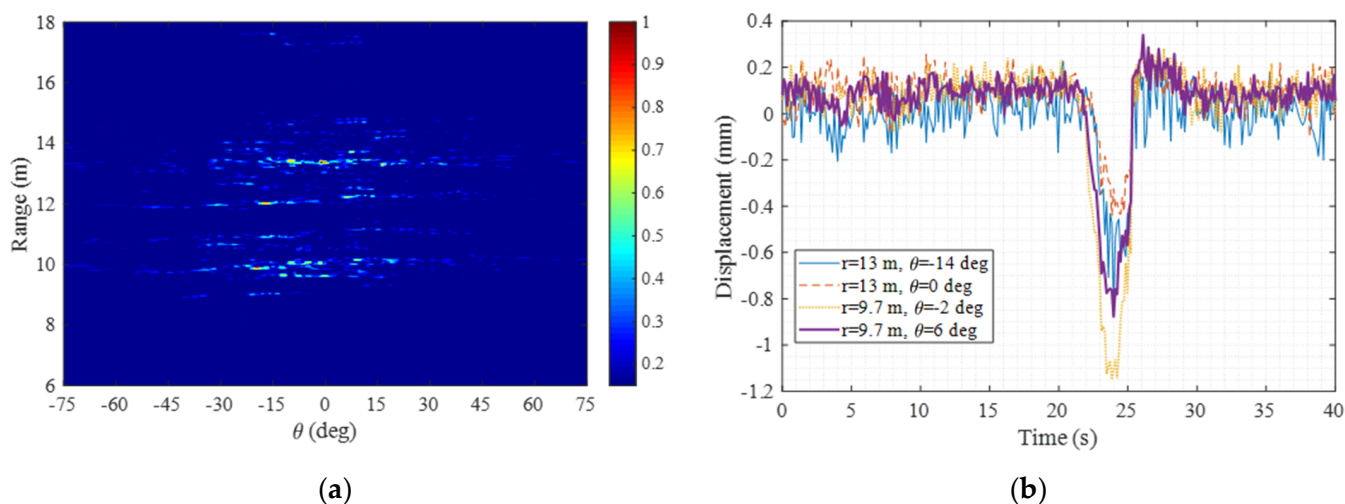 18
16
14
12
10
8
6
Range (m)
-75 -60 -45 -30 -15 0 15 30 45 60 75
θ (deg)
1
0.9
0.8
0.7
0.6
0.5
0.4
0.3
0.2
(a)
0.4
0.2
0
-0.2
-0.4
-0.6
-0.8
-1
-1.2
Displacement (mm)
r=13 m, θ=-14 deg
r=13 m, θ=0 deg
r=9.7 m, θ=-2 deg
r=9.7 m, θ=6 deg
0 5 10 15 20 25 30 35 40
Time (s)
(b)